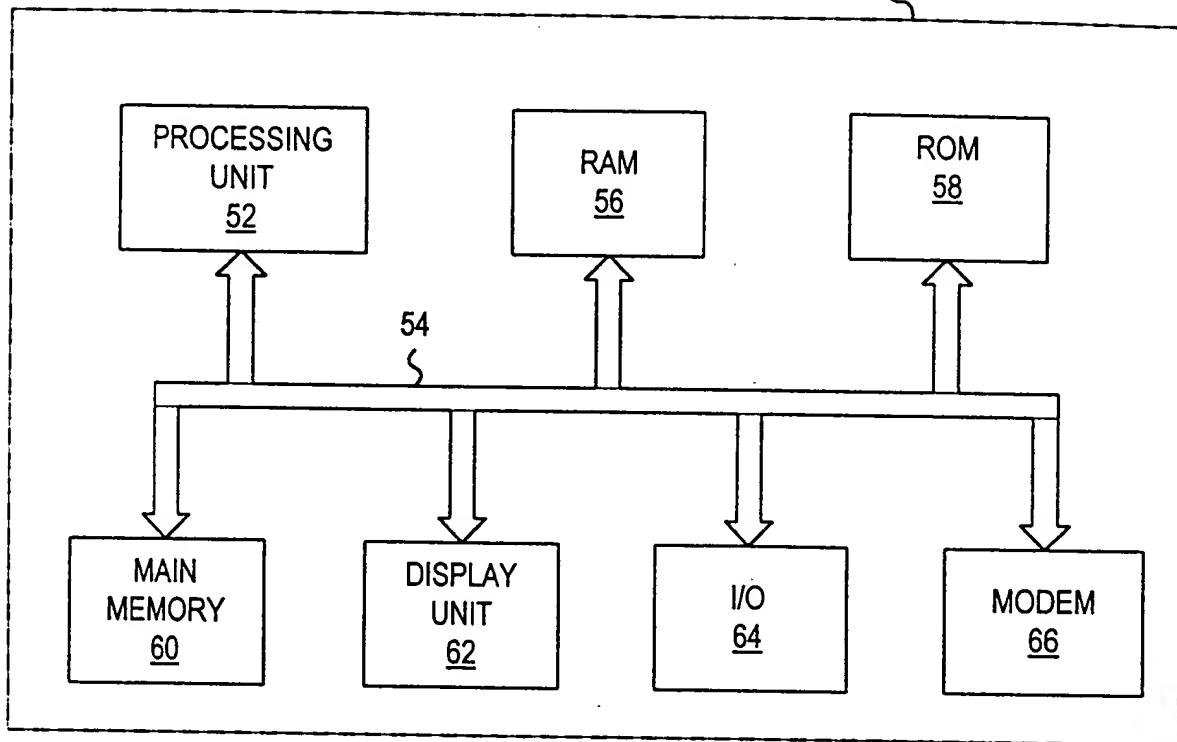 PROCESSING
UNIT
52
RAM
56
ROM
58
54
MAIN
MEMORY
60
DISPLAY
UNIT
62
I/O
64
MODEM
66